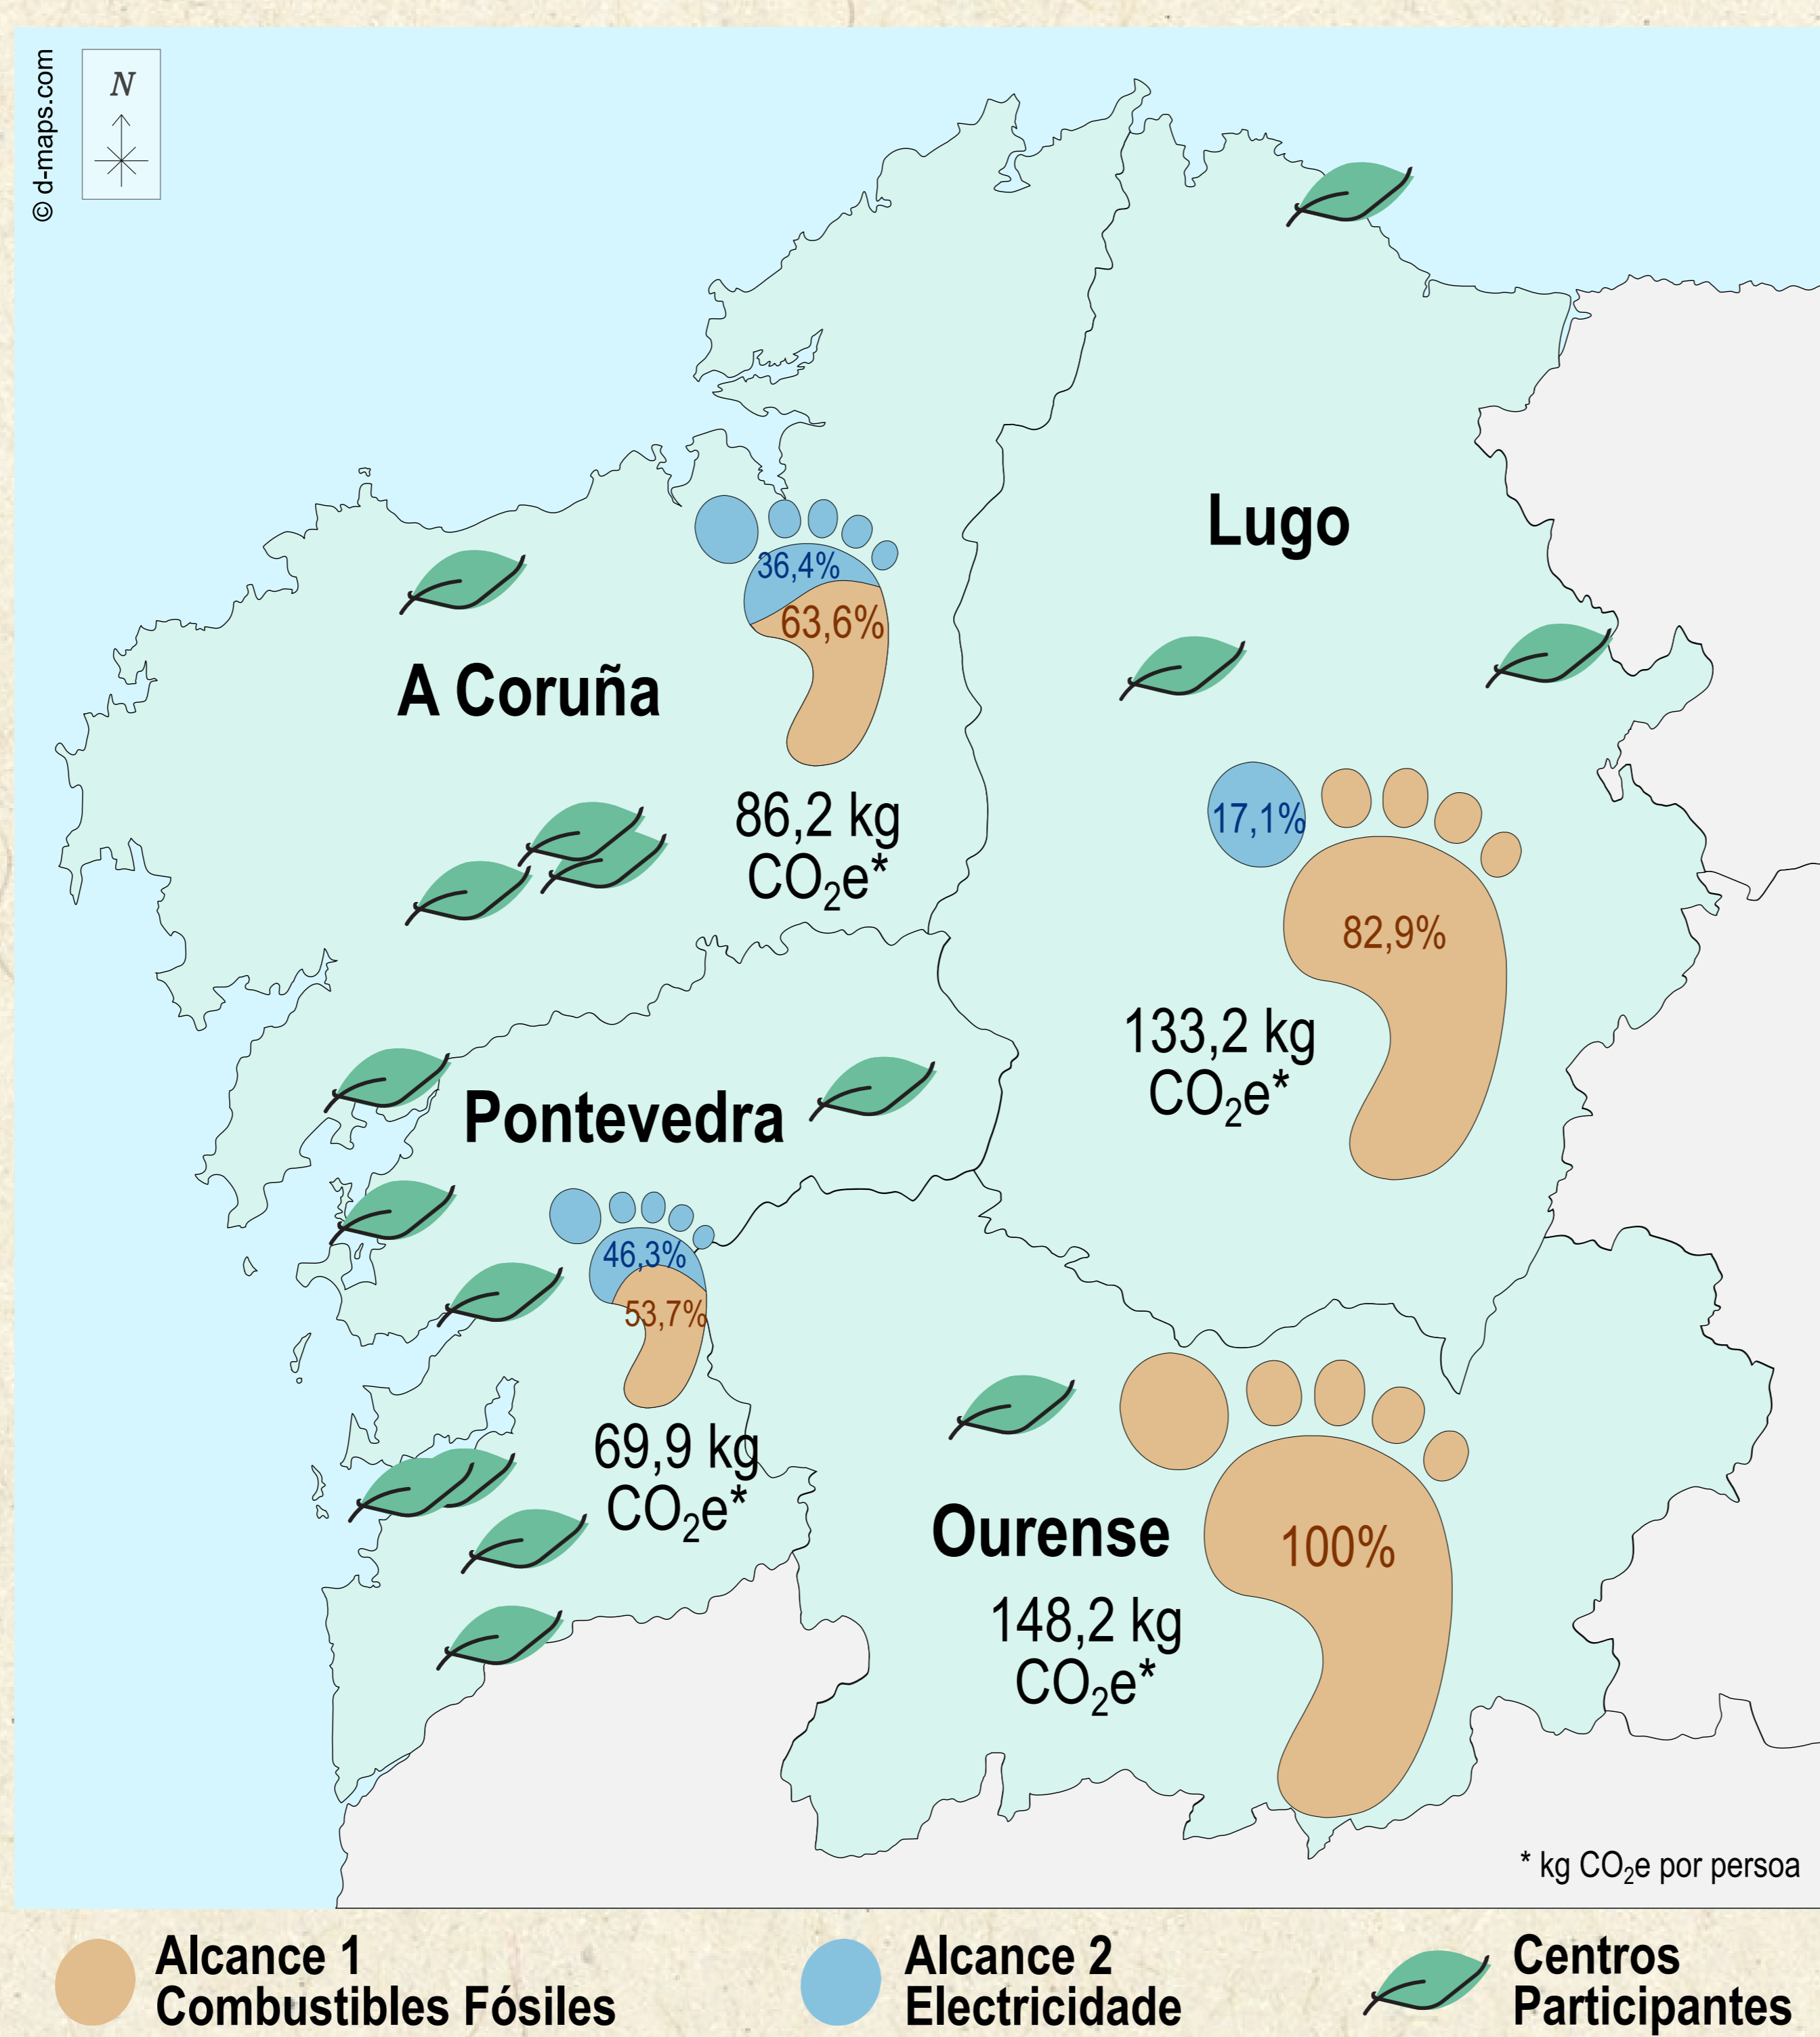 © d-maps.com
N
Lugo
36,4%
63,6%
A Coruña
86,2 kg
CO₂e*
17,1%
82,9%
133,2 kg
CO₂e*
Pontevedra
46,3%
53,7%
69,9 kg
CO₂e*
Ourense
100%
148,2 kg
CO₂e*
* kg CO₂e por persoa
Alcance 1
Combustibles Fósiles
Alcance 2
Electricidade
Centros
Participantes